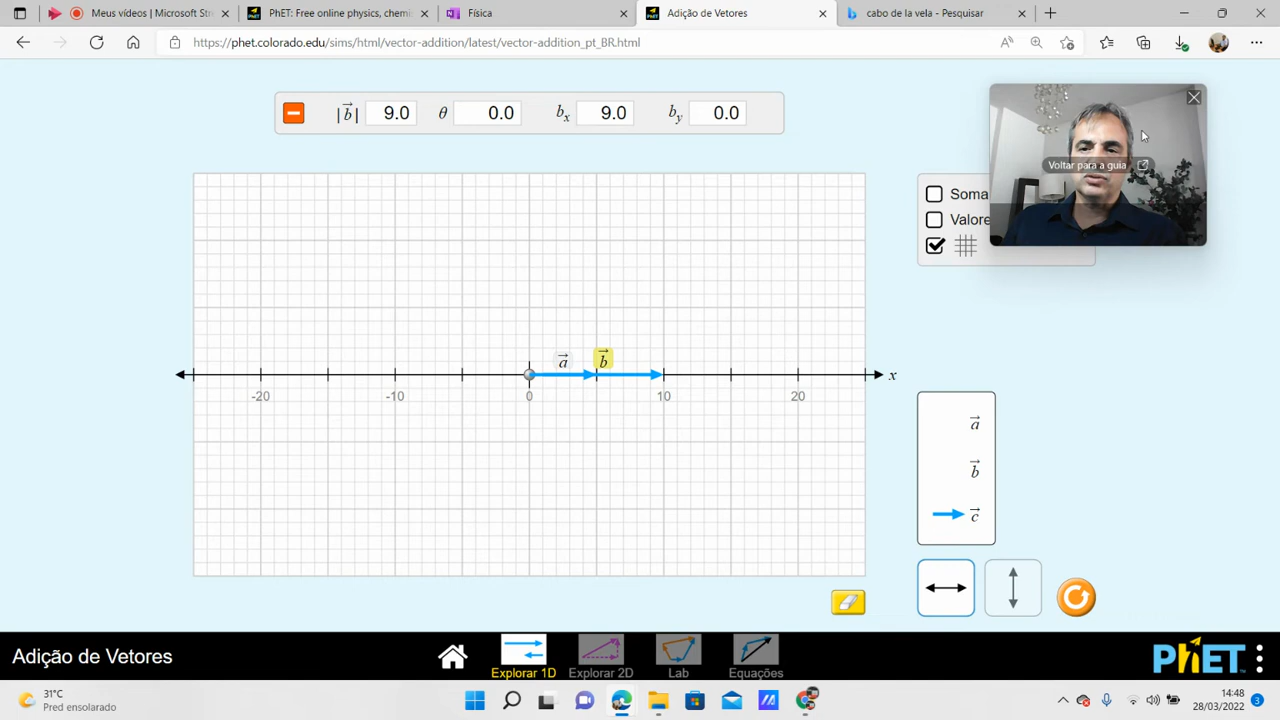 Meus vídeos | Microsoft Str
PhET: Free online physics, chemis
Física
Adição de Vetores
cabo de la vela - Pesquisar
https://phet.colorado.edu/sims/html/vector-addition/latest/vector-addition_pt_BR.html
|b⃗| 9.0 θ 0.0 bx 9.0 by 0.0
Voltar para a guia
Soma
Valore
a⃗ b⃗
x
-20 -10 0 10 20
a⃗
b⃗
c⃗
Adição de Vetores
Explorar 1D
Explorar 2D
Lab
Equações
PhET
31°C
Pred ensolarado
14:48
28/03/2022
3